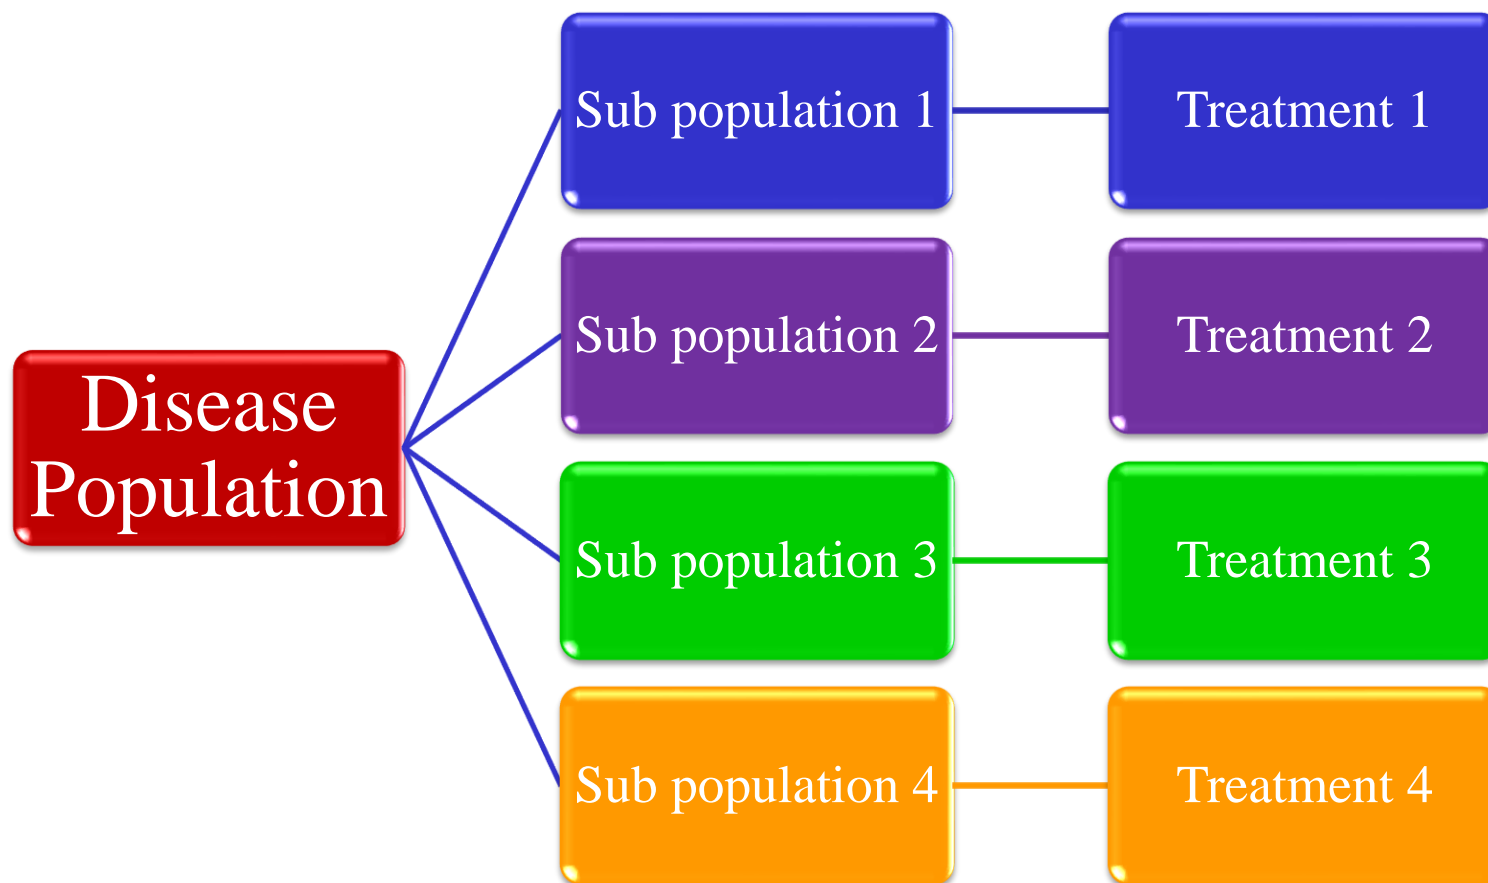 Disease
Population
Sub population 1
Treatment 1
Sub population 2
Treatment 2
Sub population 3
Treatment 3
Sub population 4
Treatment 4